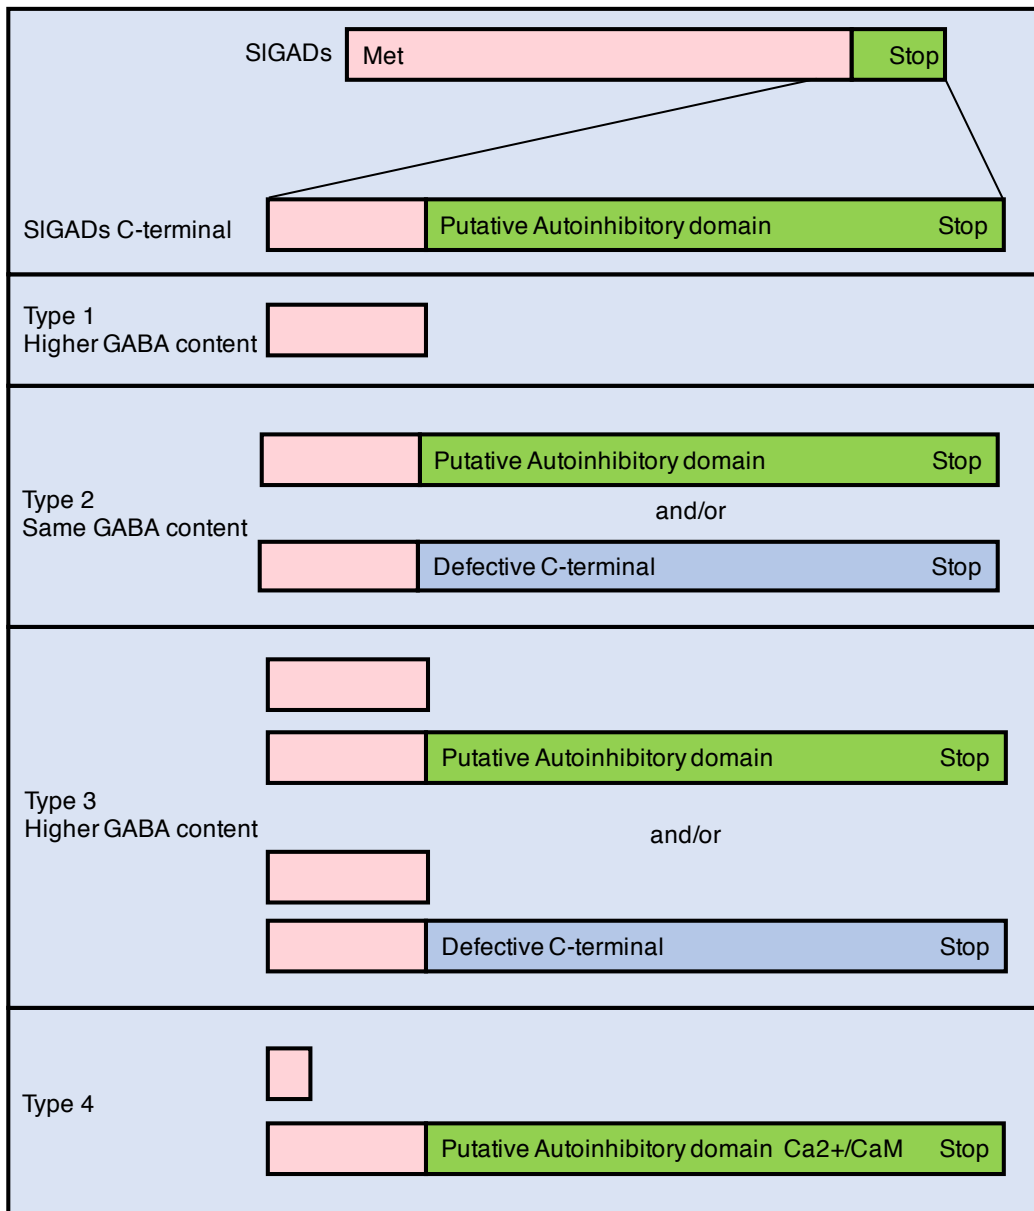 SlGADs
Met
Stop
SlGADs C-terminal
Putative Autoinhibitory domain
Stop
Type 1
Higher GABA content
Type 2
Same GABA content
Putative Autoinhibitory domain
Stop
and/or
Defective C-terminal
Stop
Type 3
Higher GABA content
Putative Autoinhibitory domain
Stop
and/or
Defective C-terminal
Stop
Type 4
Putative Autoinhibitory domain Ca2+/CaM
Stop